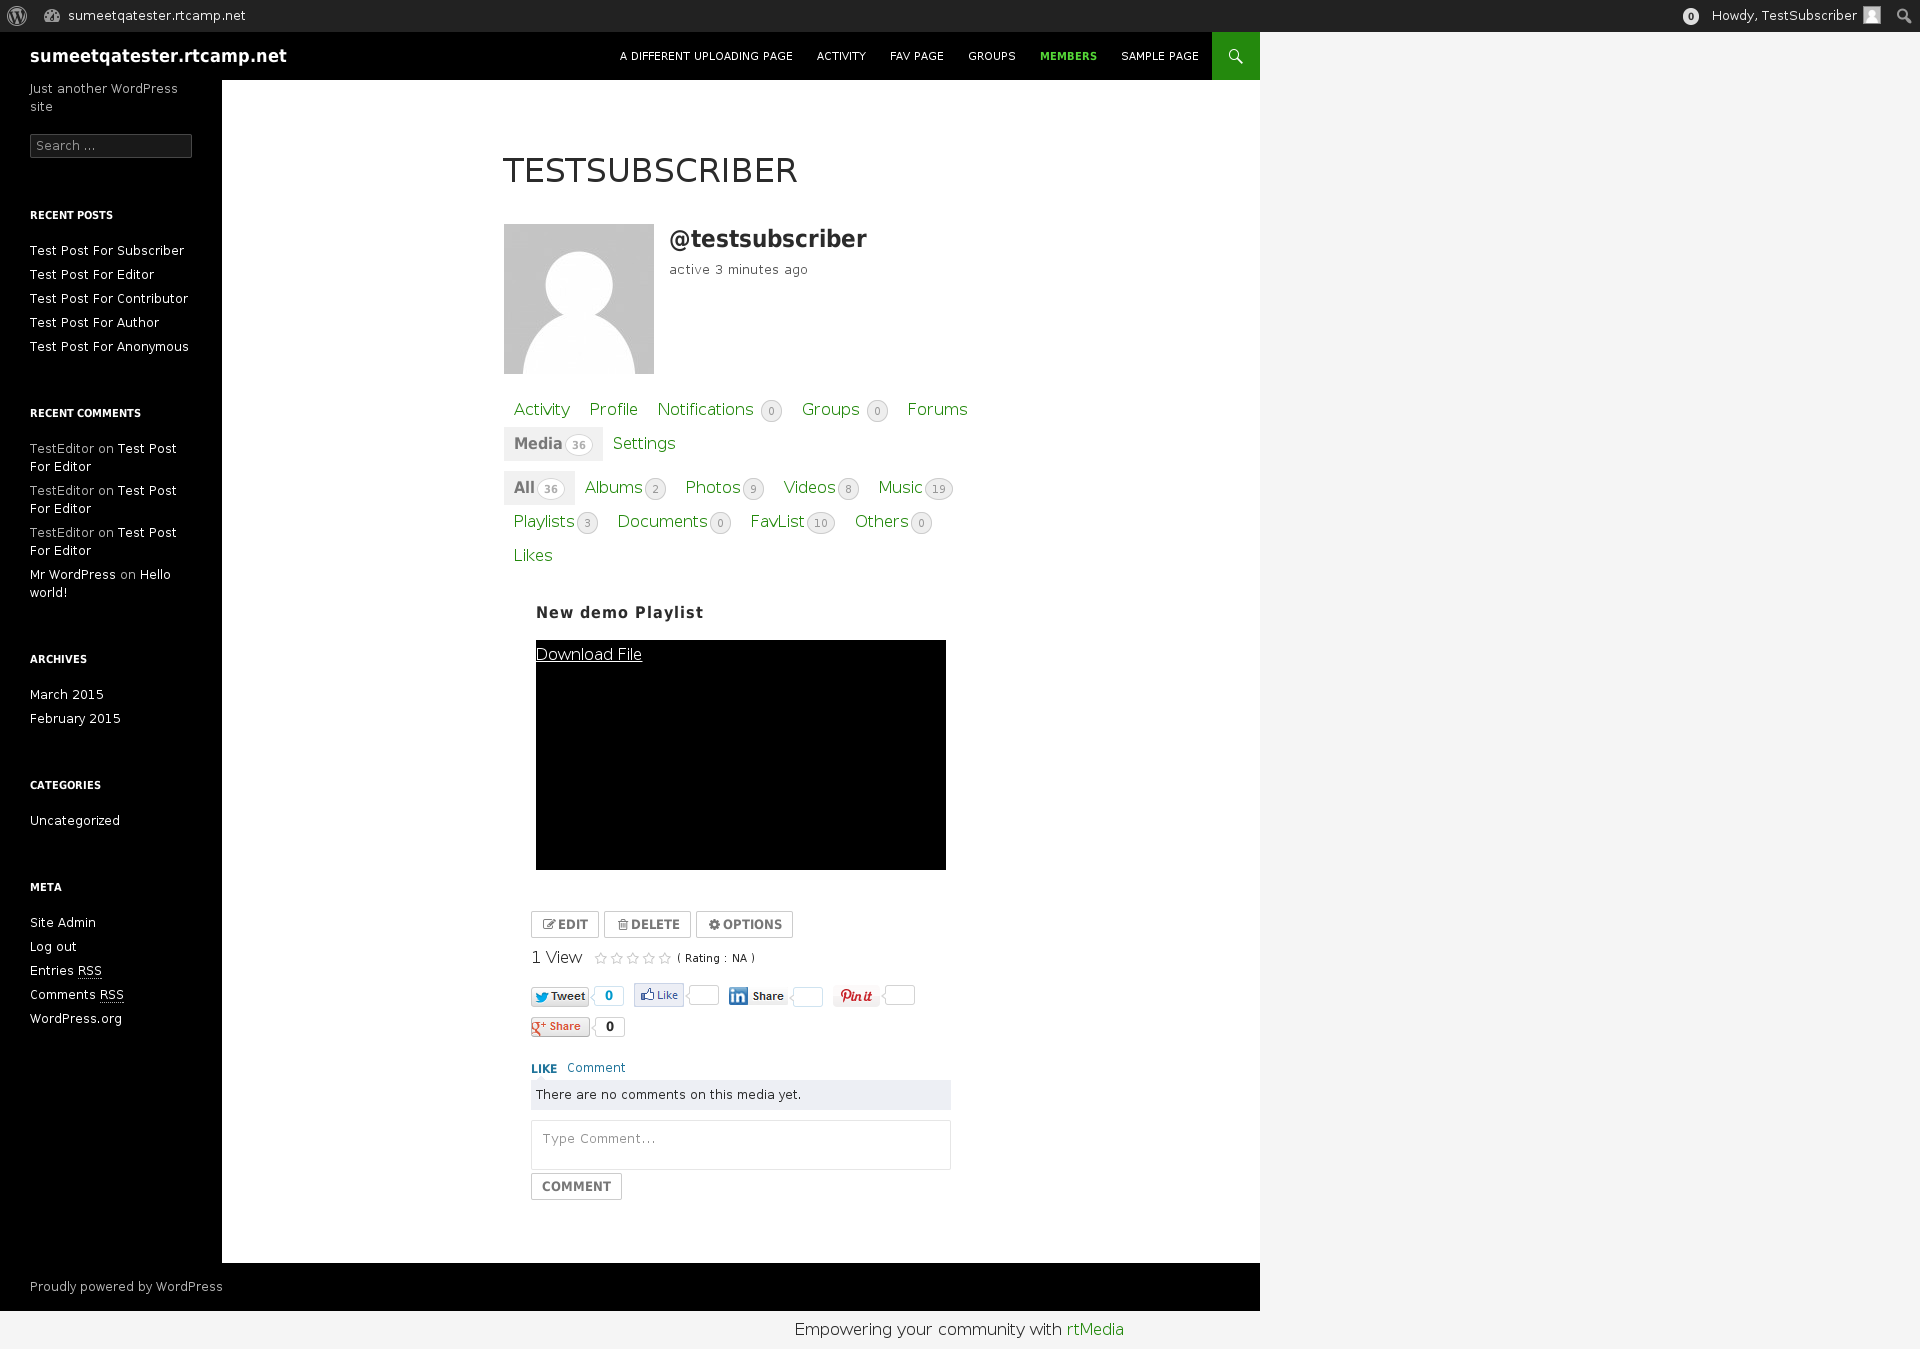 sumeetqatester.rtcamp.net
0
Howdy, TestSubscriber
sumeetqatester.rtcamp.net
A DIFFERENT UPLOADING PAGE
ACTIVITY
FAV PAGE
GROUPS
MEMBERS
SAMPLE PAGE
Just another WordPress
site
Search ...
RECENT POSTS
Test Post For Subscriber
Test Post For Editor
Test Post For Contributor
Test Post For Author
Test Post For Anonymous
RECENT COMMENTS
TestEditor on Test Post
For Editor
TestEditor on Test Post
For Editor
TestEditor on Test Post
For Editor
Mr WordPress on Hello
world!
ARCHIVES
March 2015
February 2015
CATEGORIES
Uncategorized
META
Site Admin
Log out
Entries RSS
Comments RSS
WordPress.org
TESTSUBSCRIBER
@testsubscriber
active 3 minutes ago
Activity Profile Notifications 0 Groups 0 Forums
Media 36 Settings
All 36 Albums 2 Photos 9 Videos 8 Music 19
Playlists 3 Documents 0 FavList 10 Others 0
Likes
New demo Playlist
Download File
EDIT DELETE OPTIONS
1 View ( Rating : NA )
Tweet 0 Like in Share Pin it
g+ Share 0
LIKE Comment
There are no comments on this media yet.
Type Comment...
COMMENT
Proudly powered by WordPress
Empowering your community with rtMedia